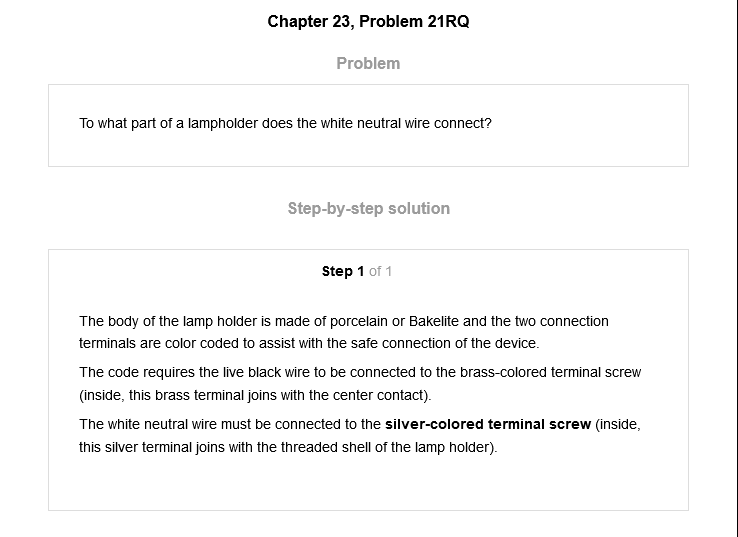 Chapter 23, Problem 21RQ
Problem
To what part of a lampholder does the white neutral wire connect?
Step-by-step solution
Step 1 of 1
The body of the lamp holder is made of porcelain or Bakelite and the two connection
terminals are color coded to assist with the safe connection of the device.
The code requires the live black wire to be connected to the brass-colored terminal screw
(inside, this brass terminal joins with the center contact).
The white neutral wire must be connected to the silver-colored terminal screw (inside,
this silver terminal joins with the threaded shell of the lamp holder).